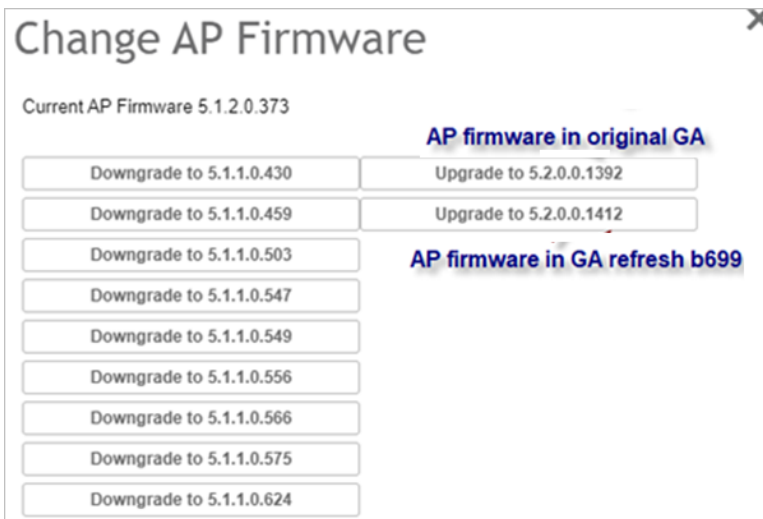 Change AP Firmware
Current AP Firmware 5.1.2.0.373
AP firmware in original GA
Downgrade to 5.1.1.0.430
Upgrade to 5.2.0.0.1392
Downgrade to 5.1.1.0.459
Upgrade to 5.2.0.0.1412
Downgrade to 5.1.1.0.503
AP firmware in GA refresh b699
Downgrade to 5.1.1.0.547
Downgrade to 5.1.1.0.549
Downgrade to 5.1.1.0.556
Downgrade to 5.1.1.0.566
Downgrade to 5.1.1.0.575
Downgrade to 5.1.1.0.624